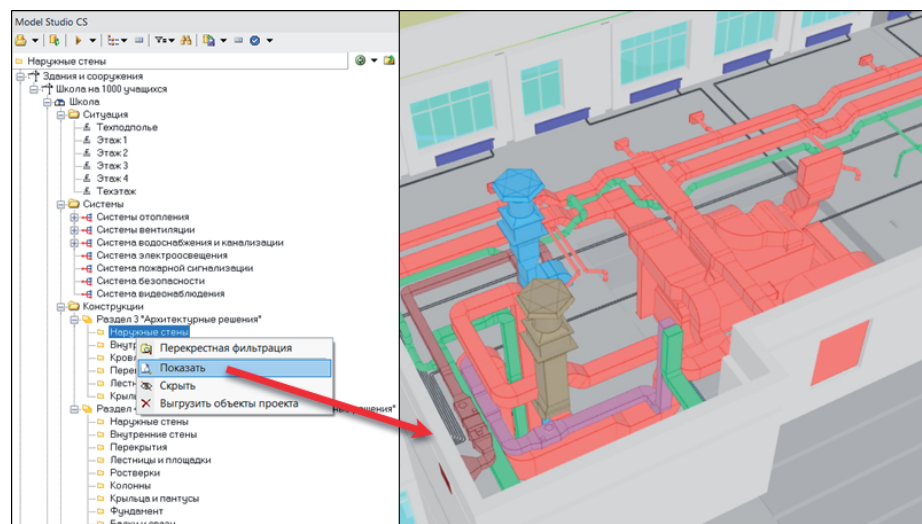 Model Studio CS
Наружные стены
Здания и сооружения
Школа на 1000 учащихся
Школа
Ситуация
Техподполье
Этаж 1
Этаж 2
Этаж 3
Этаж 4
Техэтаж
Системы
Системы отопления
Системы вентиляции
Система водоснабжения и канализации
Система электроосвещения
Система пожарной сигнализации
Система безопасности
Система видеонаблюдения
Конструкции
Раздел 3 "Архитектурные решения"
Наружные стены
Перекрестная фильтрация
Показать
Скрыть
Выгрузить объекты проекта
Раздел
решения"
Наружные стены
Внутренние стены
Перекрытия
Лестницы и площадки
Ростверки
Колонны
Крыльца и пантусы
Фундамент